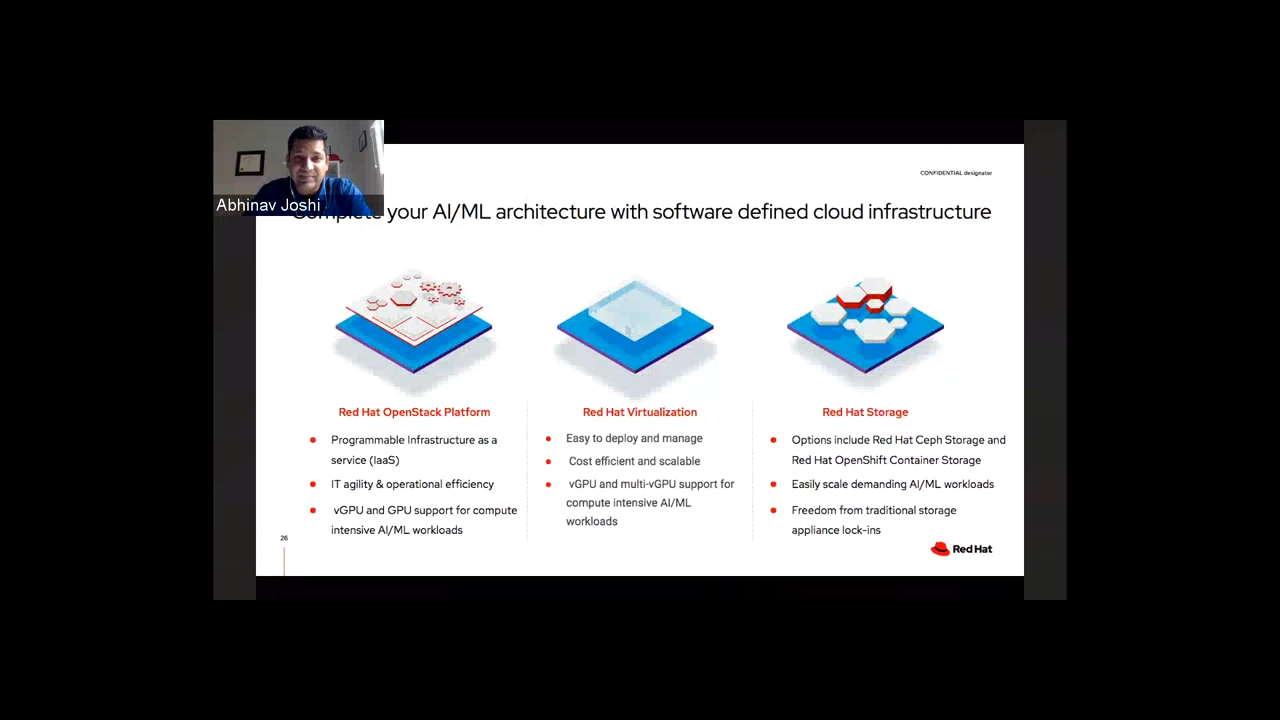 Abhinav Joshi
CONFIDENTIAL designator
Complete your AI/ML architecture with software defined cloud infrastructure
Red Hat OpenStack Platform
Programmable Infrastructure as a
service (IaaS)
IT agility & operational efficiency
vGPU and GPU support for compute
intensive AI/ML workloads
Red Hat Virtualization
Easy to deploy and manage
Cost efficient and scalable
vGPU and multi-vGPU support for
compute intensive AI/ML
workloads
Red Hat Storage
Options include Red Hat Ceph Storage and
Red Hat OpenShift Container Storage
Easily scale demanding AI/ML workloads
Freedom from traditional storage
appliance lock-ins
26
Red Hat